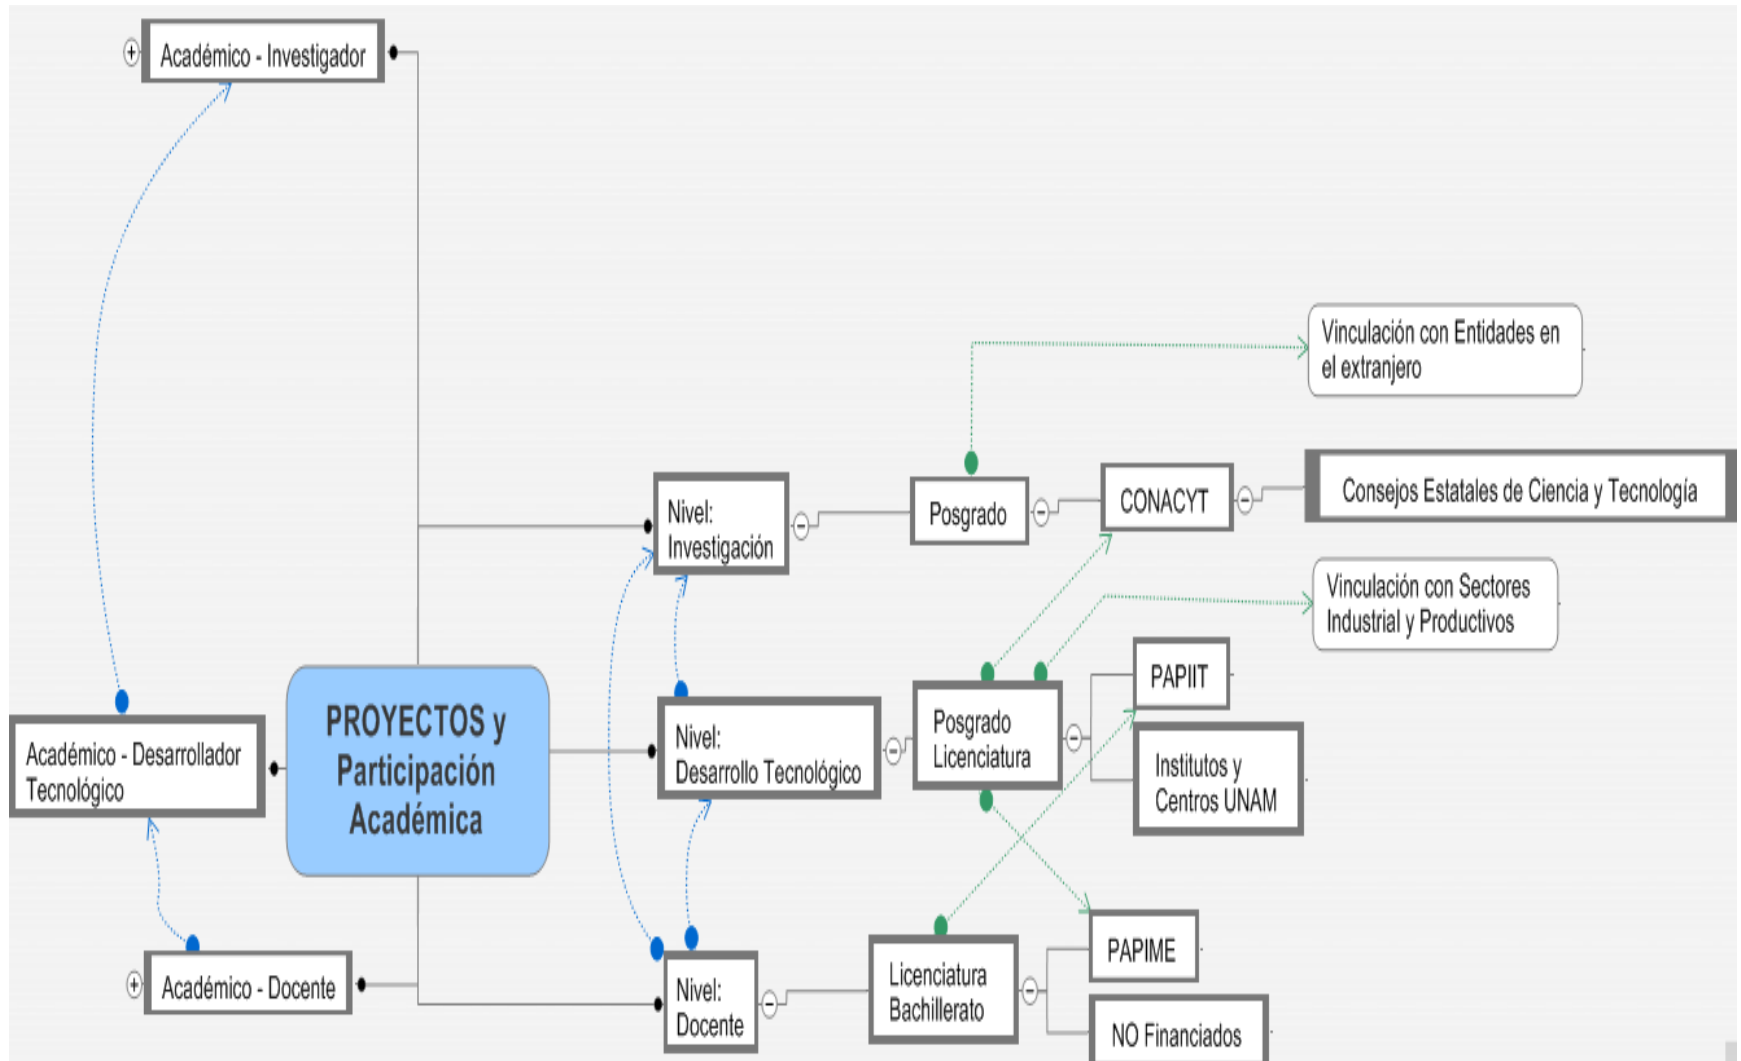 Académico - Investigador
Vinculación con Entidades en
el extranjero
Nivel:
Investigación
Posgrado
CONACYT
Consejos Estatales de Ciencia y Tecnología
Vinculación con Sectores
Industrial y Productivos
PAPIIT
Académico - Desarrollador
Tecnológico
PROYECTOS y
Participación
Académica
Nivel:
Desarrollo Tecnológico
Posgrado
Licenciatura
Institutos y
Centros UNAM
Académico - Docente
Nivel:
Docente
Licenciatura
Bachillerato
PAPIME
NO Financiados